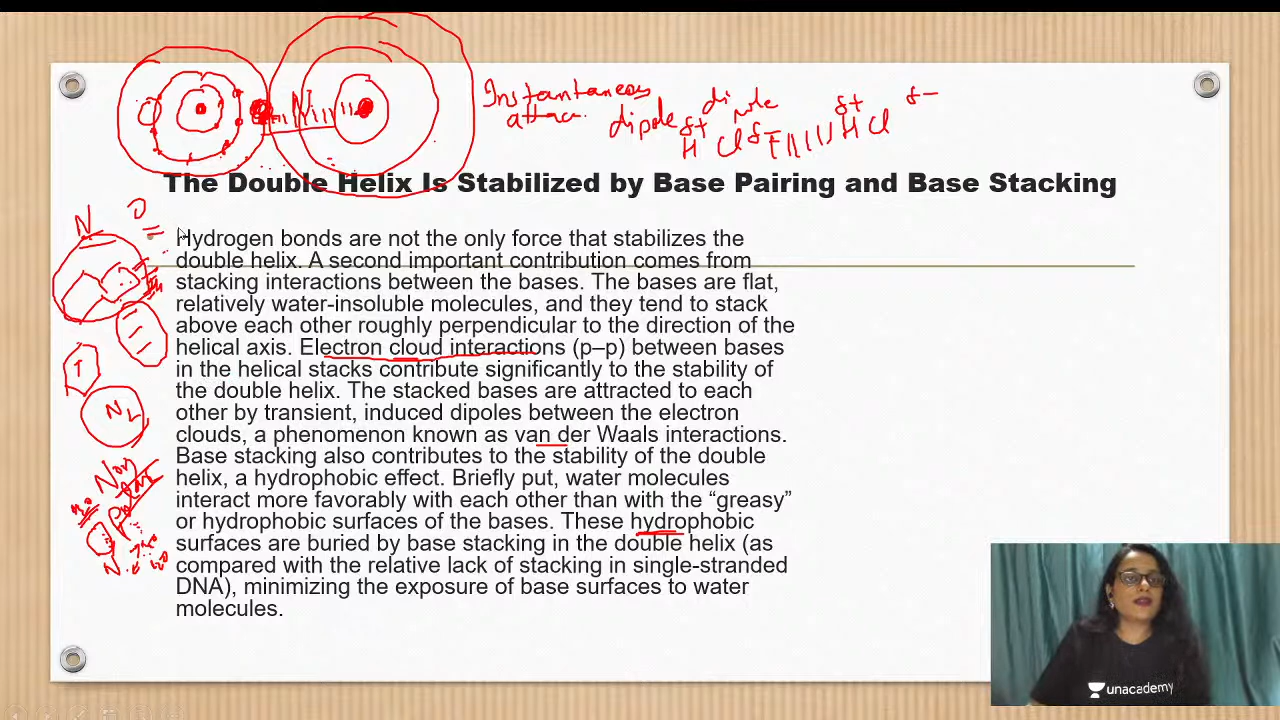 Instantaneous
attrac.
dipole
di
δ+
H Cl
δ+
H Cl
δ-
The Double Helix Is Stabilized by Base Pairing and Base Stacking
N
Hydrogen bonds are not the only force that stabilizes the
double helix. A second important contribution comes from
stacking interactions between the bases. The bases are flat,
relatively water-insoluble molecules, and they tend to stack
above each other roughly perpendicular to the direction of the
helical axis. Electron cloud interactions (p–p) between bases
in the helical stacks contribute significantly to the stability of
the double helix. The stacked bases are attracted to each
other by transient, induced dipoles between the electron
clouds, a phenomenon known as van der Waals interactions.
Base stacking also contributes to the stability of the double
helix, a hydrophobic effect. Briefly put, water molecules
interact more favorably with each other than with the “greasy”
or hydrophobic surfaces of the bases. These hydrophobic
surfaces are buried by base stacking in the double helix (as
compared with the relative lack of stacking in single-stranded
DNA), minimizing the exposure of base surfaces to water
molecules.
Non
unacademy